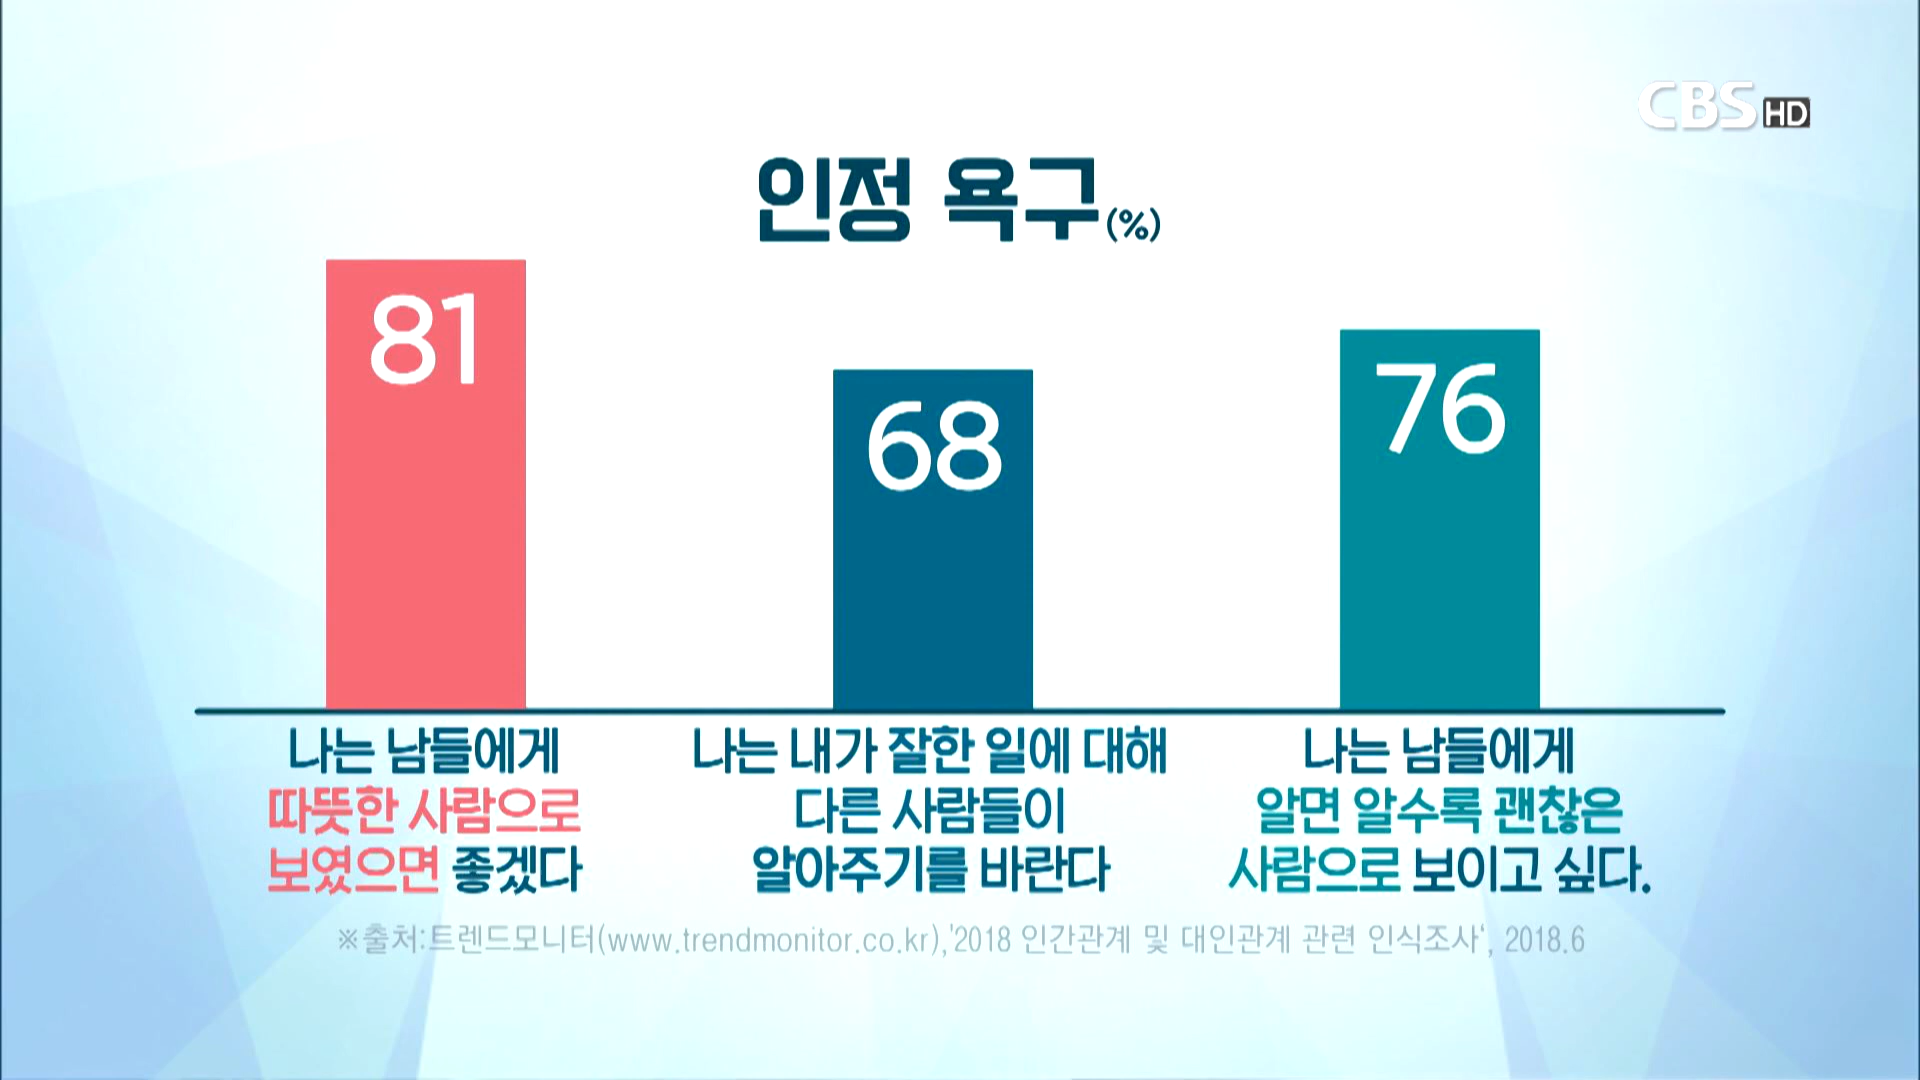 CBS HD
인정 욕구(%)
81
68
76
나는 남들에게
따뜻한 사람으로
보였으면 좋겠다
나는 내가 잘한 일에 대해
다른 사람들이
알아주기를 바란다
나는 남들에게
알면 알수록 괜찮은
사람으로 보이고 싶다.
※출처:트렌드모니터(www.trendmonitor.co.kr),'2018 인간관계 및 대인관계 관련 인식조사', 2018.6